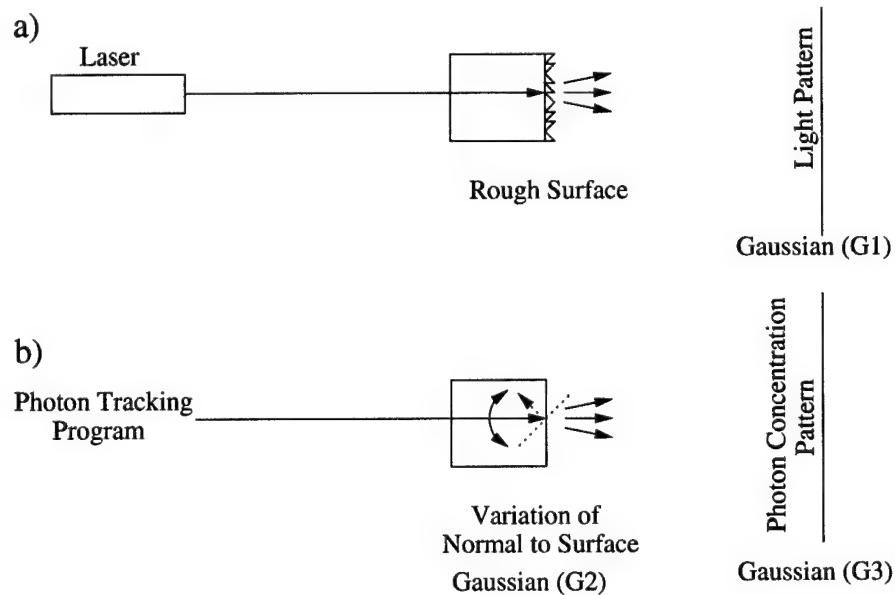 a)
Laser
Rough Surface
Light Pattern
Gaussian (G1)
b)
Photon Tracking
Program
Variation of
Normal to Surface
Gaussian (G2)
Photon Concentration
Pattern
Gaussian (G3)